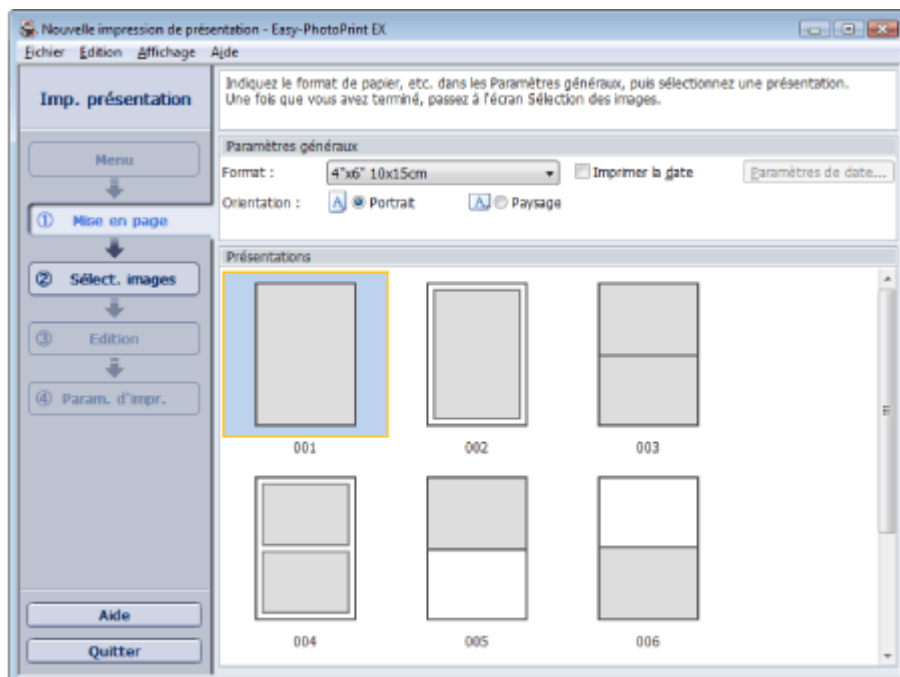 Nouvelle impression de présentation - Easy-PhotoPrint EX
Fichier Edition Affichage Aide
Imp. présentation
Indiquez le format de papier, etc. dans les Paramètres généraux, puis sélectionnez une présentation.
Une fois que vous avez terminé, passez à l'écran Sélection des images.
Menu
① Mise en page
② Sélect. images
③ Edition
④ Param. d'impr.
Aide
Quitter
Paramètres généraux
Format : 4"x6" 10x15cm Imprimer la date Paramètres de date...
Orientation : A Portrait A Paysage
Présentations
001 002 003
004 005 006